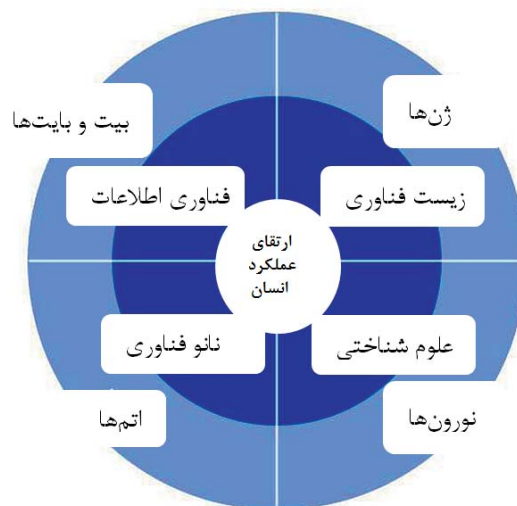 ژن‌ها
بیت و بایت‌ها
زیست فناوری
فناوری اطلاعات
ارتقای
عملکرد
انسان
علوم شناختی
نانو فناوری
نورون‌ها
اتم‌ها